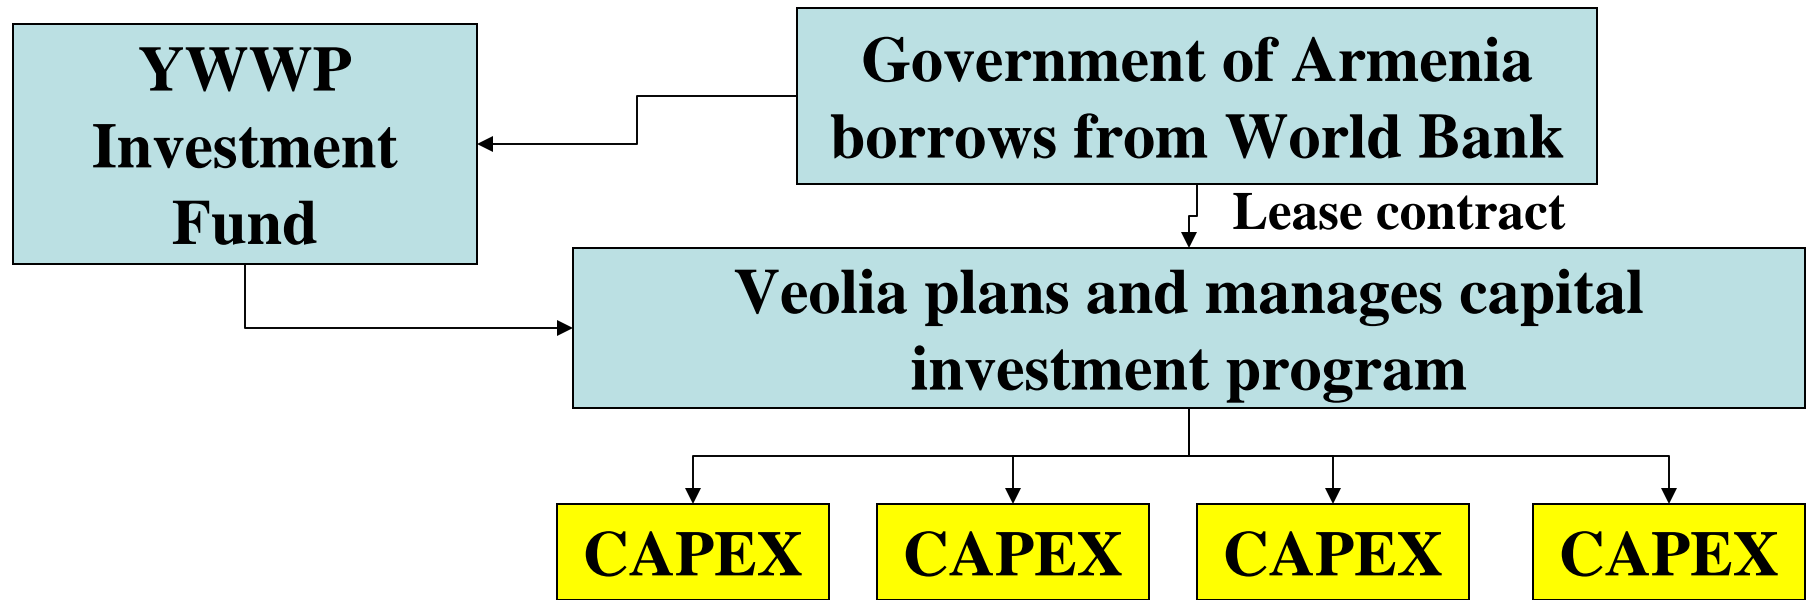 YWWP
Investment
Fund
Government of Armenia
borrows from World Bank
Lease contract
Veolia plans and manages capital
investment program
CAPEX
CAPEX
CAPEX
CAPEX